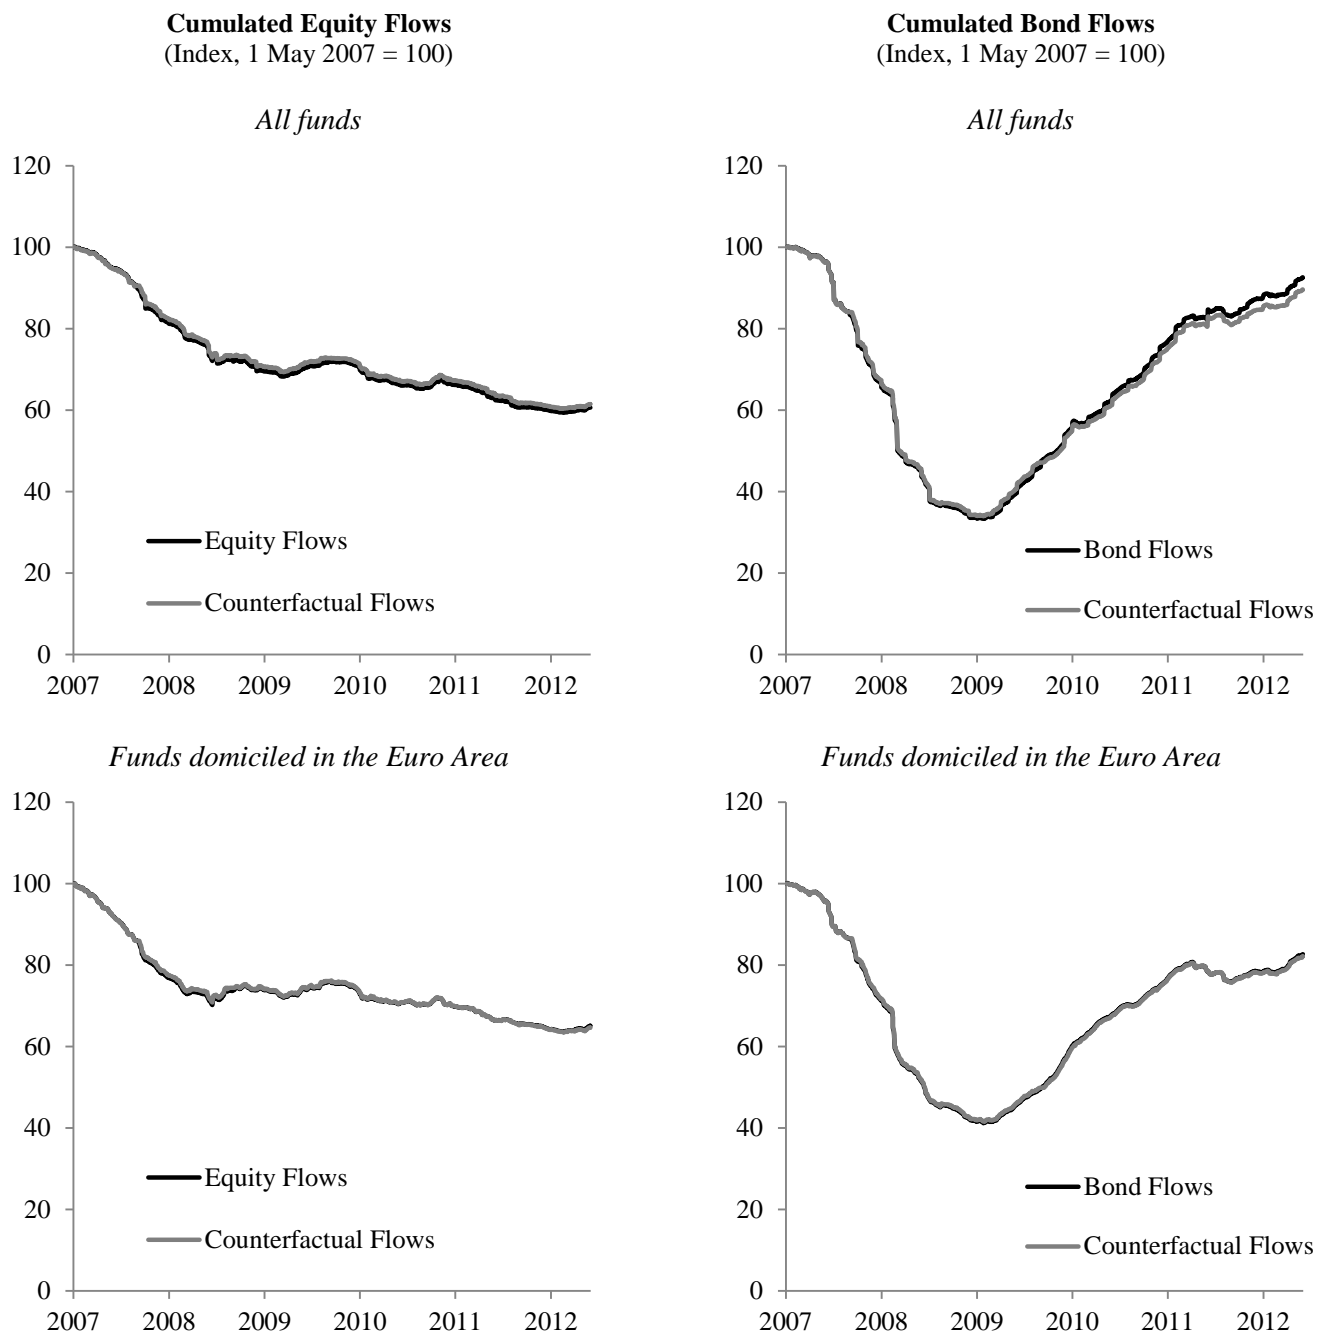 Cumulated Equity Flows
(Index, 1 May 2007 = 100)
All funds
120
100
80
60
40
20
0
2007 2008 2009 2010 2011 2012
Equity Flows
Counterfactual Flows
Cumulated Bond Flows
(Index, 1 May 2007 = 100)
All funds
120
100
80
60
40
20
0
2007 2008 2009 2010 2011 2012
Bond Flows
Counterfactual Flows
Funds domiciled in the Euro Area
120
100
80
60
40
20
0
2007 2008 2009 2010 2011 2012
Equity Flows
Counterfactual Flows
Funds domiciled in the Euro Area
120
100
80
60
40
20
0
2007 2008 2009 2010 2011 2012
Bond Flows
Counterfactual Flows